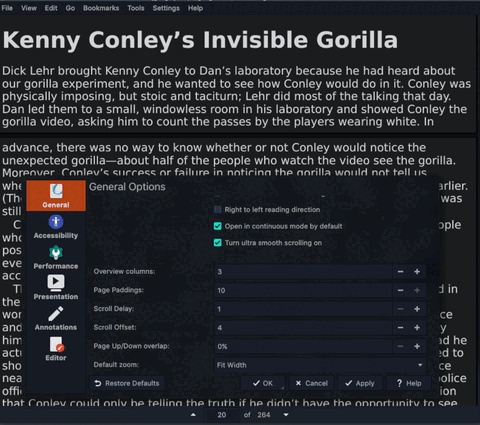 File View Edit Go Bookmarks Tools Settings Help
Kenny Conley’s Invisible Gorilla
Dick Lehr brought Kenny Conley to Dan’s laboratory because he had heard about
our gorilla experiment, and he wanted to see how Conley would do in it. Conley was
physically imposing, but stoic and taciturn; Lehr did most of the talking that day.
Dan led them to a small, windowless room in his laboratory and showed Conley the
gorilla video, asking him to count the passes by the players wearing white. In
advance, there was no way to know whether or not Conley would notice the
unexpected gorilla—about half of the people who watch the video see the gorilla.
Moreover, Conley’s success or failure in noticing the gorilla would not tell us
General Options
General
Right to left reading direction
Open in continuous mode by default
Accessibility
Turn ultra smooth scrolling on
Performance
Overview columns: 3
Page Paddings: 10
Presentation
Scroll Delay: 1
Annotations
Scroll Offset: 4
Page Up/Down overlap: 0%
Editor
Default zoom: Fit Width
Restore Defaults OK Cancel Apply Help
that Conley could only be telling the truth if he didn’t have the opportunity to see
20 of 264